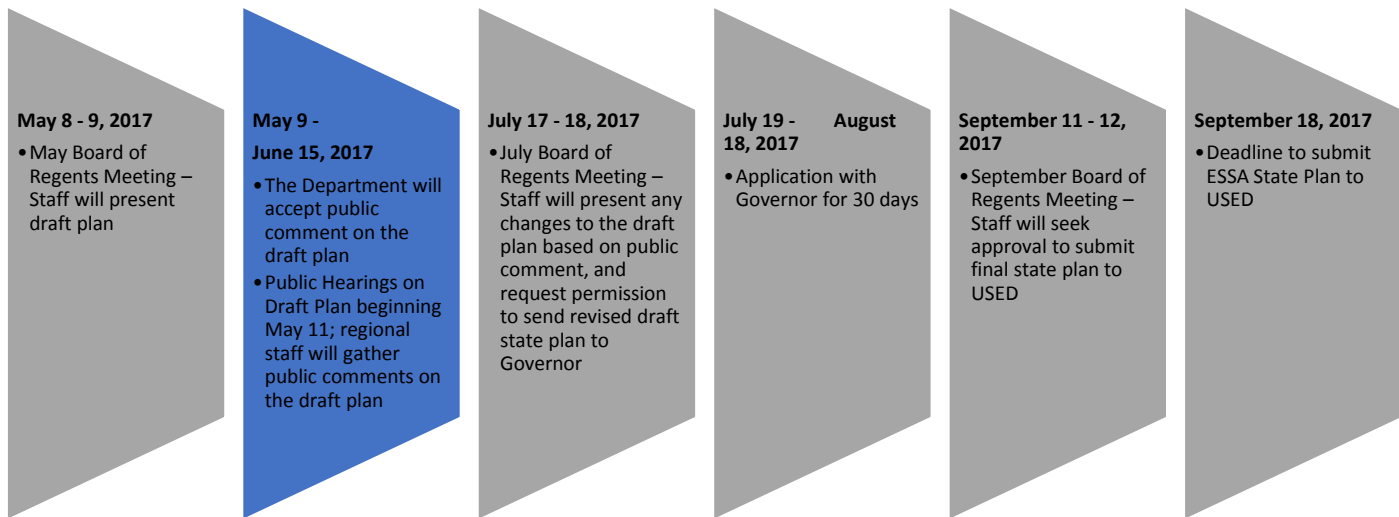 May 8 - 9, 2017
•May Board of
Regents Meeting –
Staff will present
draft plan
May 9 -
June 15, 2017
•The Department will
accept public
comment on the
draft plan
•Public Hearings on
Draft Plan beginning
May 11; regional
staff will gather
public comments on
the draft plan
July 17 - 18, 2017
•July Board of
Regents Meeting –
Staff will present any
changes to the draft
plan based on public
comment, and
request permission
to send revised draft
state plan to
Governor
July 19 - August
18, 2017
•Application with
Governor for 30 days
September 11 - 12,
2017
•September Board of
Regents Meeting –
Staff will seek
approval to submit
final state plan to
USED
September 18, 2017
•Deadline to submit
ESSA State Plan to
USED